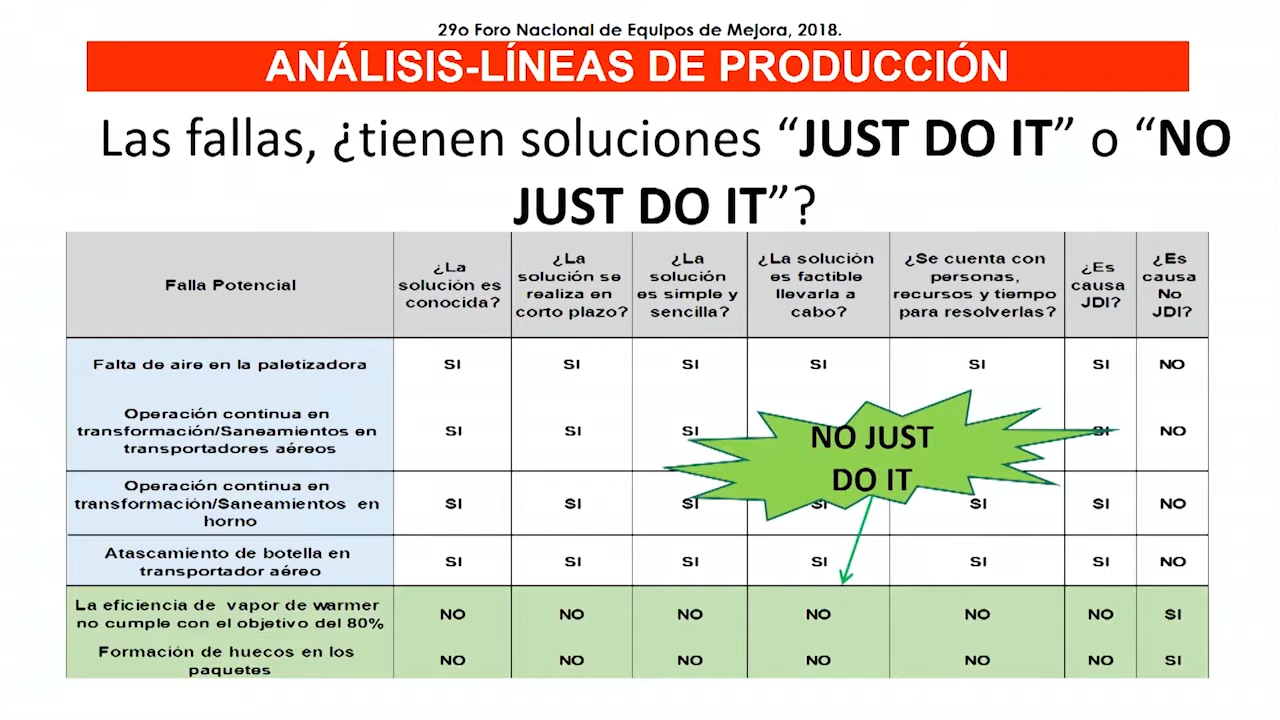 29o Foro Nacional de Equipos de Mejora, 2018.
ANÁLISIS-LÍNEAS DE PRODUCCIÓN
Las fallas, ¿tienen soluciones “JUST DO IT” o “NO
JUST DO IT”?
Falla Potencial
¿La
solución es
conocida?
¿La
solución se
realiza en
corto plazo?
¿La
solución
es simple y
sencilla?
¿La solución
es factible
llevarla a
cabo?
¿Se cuenta con
personas,
recursos y tiempo
para resolverlas?
¿Es
causa
JDI?
¿Es
causa
No
JDI?
Falta de aire en la paletizadora
SI SI SI SI SI SI NO
Operación continua en
transformación/Saneamientos en
transportadores aéreos
SI SI SI SI NO
NO JUST
DO IT
Operación continua en
transformación/Saneamientos en
horno
SI SI SI SI SI SI NO
Atascamiento de botella en
transportador aéreo
SI SI SI SI SI SI NO
La eficiencia de vapor de warmer
no cumple con el objetivo del 80%
NO NO NO NO NO NO SI
Formación de huecos en los
paquetes
NO NO NO NO NO NO SI